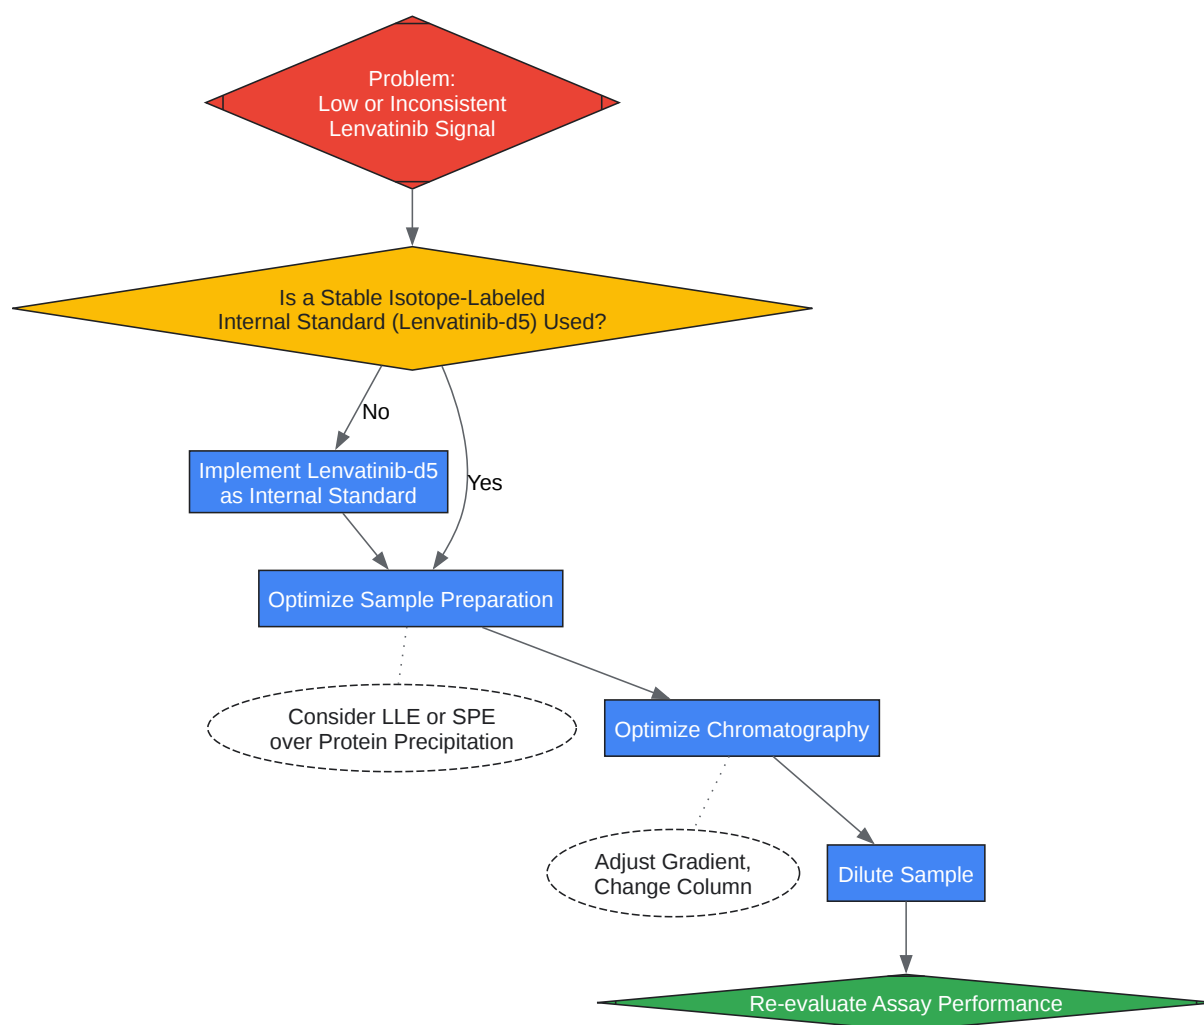 Problem:
Low or Inconsistent
Lenvatinib Signal
Is a Stable Isotope-Labeled
Internal Standard (Lenvatinib-d5) Used?
No
Yes
Implement Lenvatinib-d5
as Internal Standard
Optimize Sample Preparation
Consider LLE or SPE
over Protein Precipitation
Optimize Chromatography
Adjust Gradient,
Change Column
Dilute Sample
Re-evaluate Assay Performance